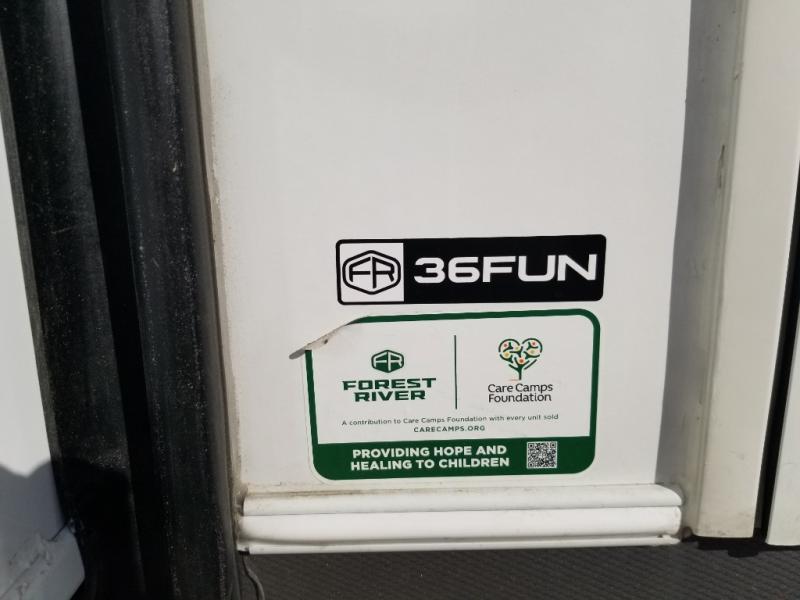 FR 36FUN
FR
FOREST
RIVER
Care Camps
Foundation
A contribution to Care Camps Foundation with every unit sold
CARECAMPS.ORG
PROVIDING HOPE AND
HEALING TO CHILDREN